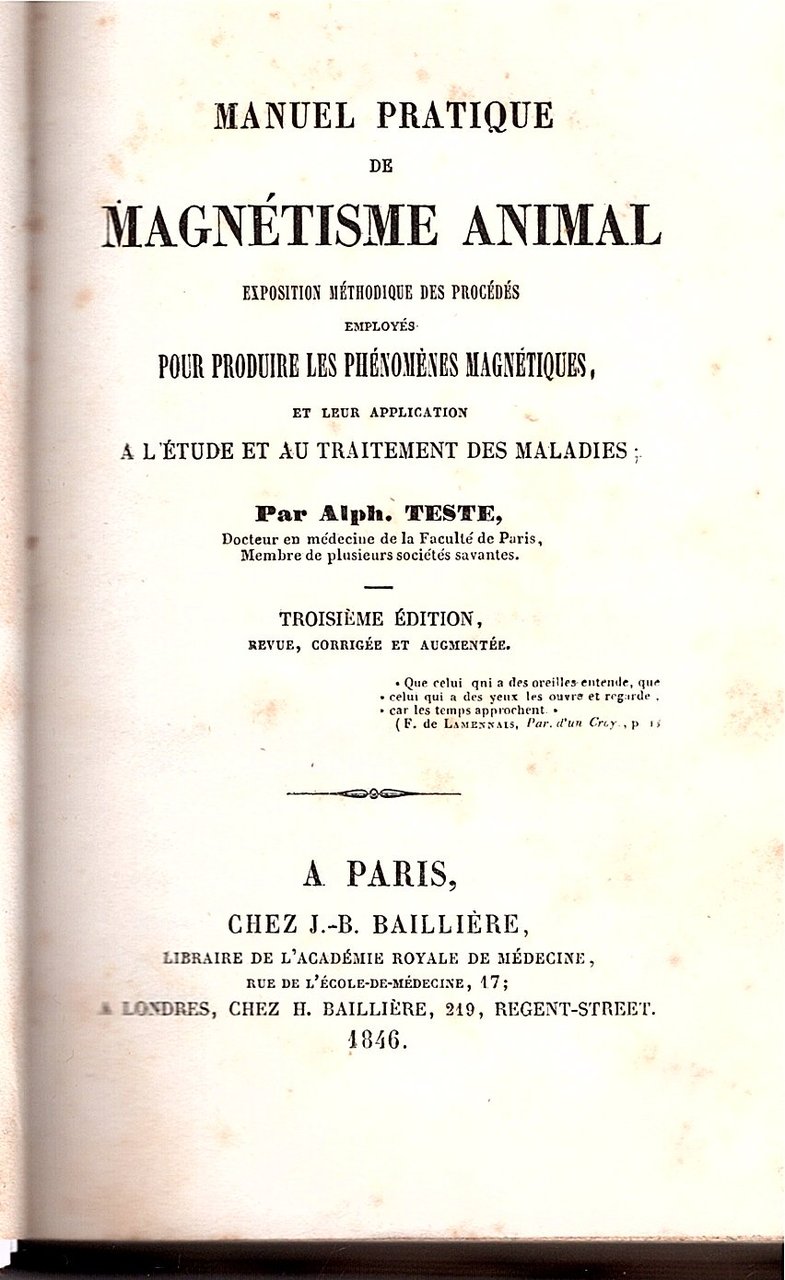 MANUEL PRATIQUE
DE
MAGNÉTISME ANIMAL
EXPOSITION MÉTHODIQUE DES PROCÉDÉS
EMPLOYÉS
POUR PRODUIRE LES PHÉNOMÈNES MAGNÉTIQUES,
ET LEUR APPLICATION
A L'ÉTUDE ET AU TRAITEMENT DES MALADIES;
Par Alph. TESTE,
Docteur en médecine de la Faculté de Paris,
Membre de plusieurs sociétés savantes.
TROISIÈME ÉDITION,
REVUE, CORRIGÉE ET AUGMENTÉE.
« Que celui qni a des oreilles entende, que
» celui qui a des yeux les ouvre et regarde,
» car les temps approchent. »
(F. de LAMENNAIS, Par. d'un Croy., p
A PARIS,
CHEZ J.-B. BAILLIÈRE,
LIBRAIRE DE L'ACADÉMIE ROYALE DE MÉDECINE,
RUE DE L'ÉCOLE-DE-MÉDECINE, 17;
A LONDRES, CHEZ H. BAILLIÈRE, 219, REGENT-STREET.
1846.